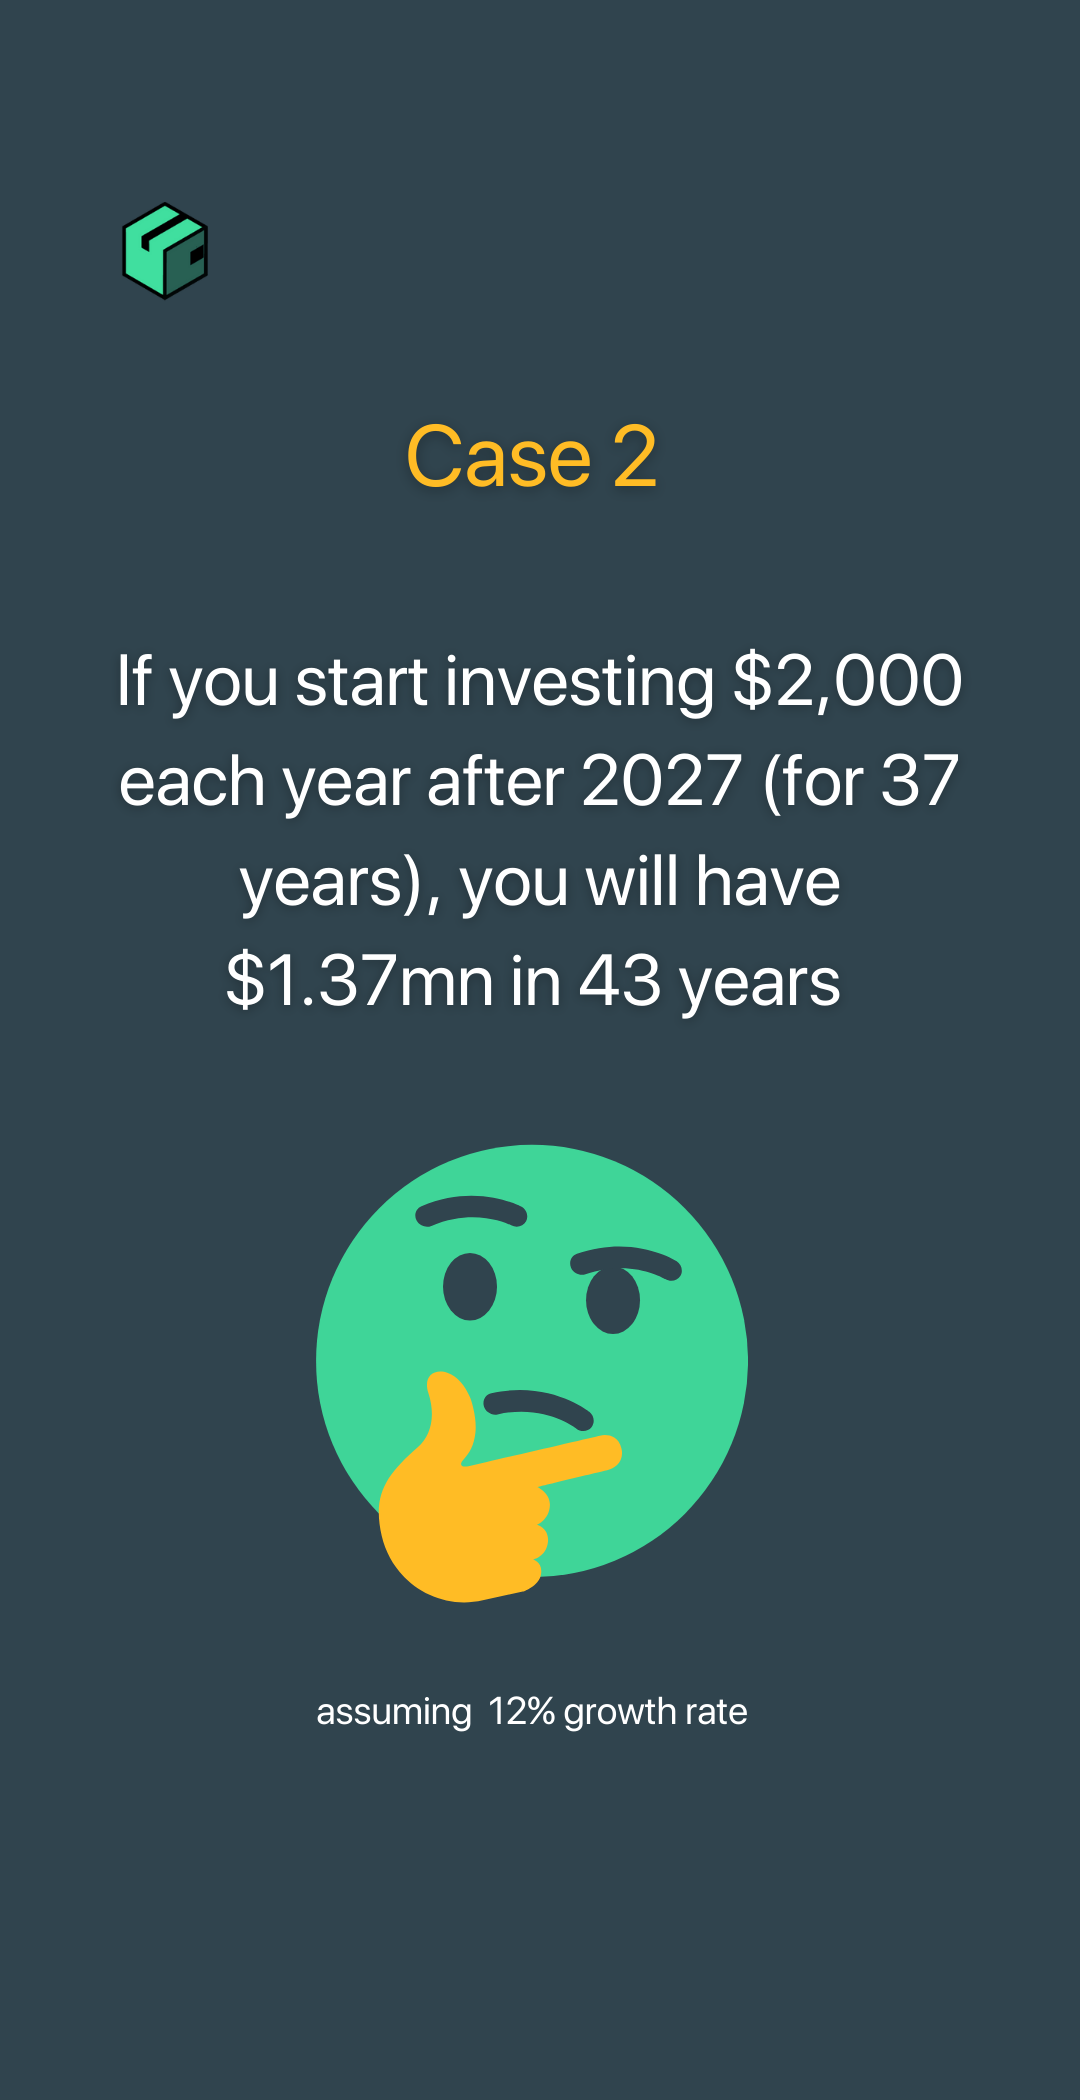 Case 2
If you start investing $2,000
each year after 2027 (for 37
years), you will have
$1.37mn in 43 years
assuming 12% growth rate